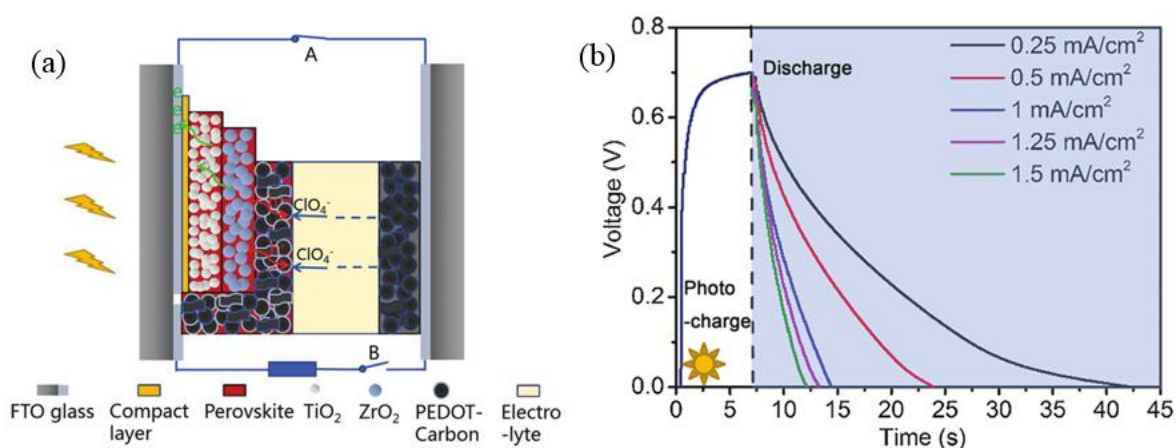 (a)
A
e
e
e
ClO₄⁻
ClO₄⁻
B
FTO glass
Compact
layer
Perovskite
TiO₂
ZrO₂
PEDOT-
Carbon
Electro
-lyte
(b)
Voltage (V)
0.8
0.6
0.4
0.2
0.0
Photo
-charge
Discharge
0.25 mA/cm²
0.5 mA/cm²
1 mA/cm²
1.25 mA/cm²
1.5 mA/cm²
0 5 10 15 20 25 30 35 40 45
Time (s)